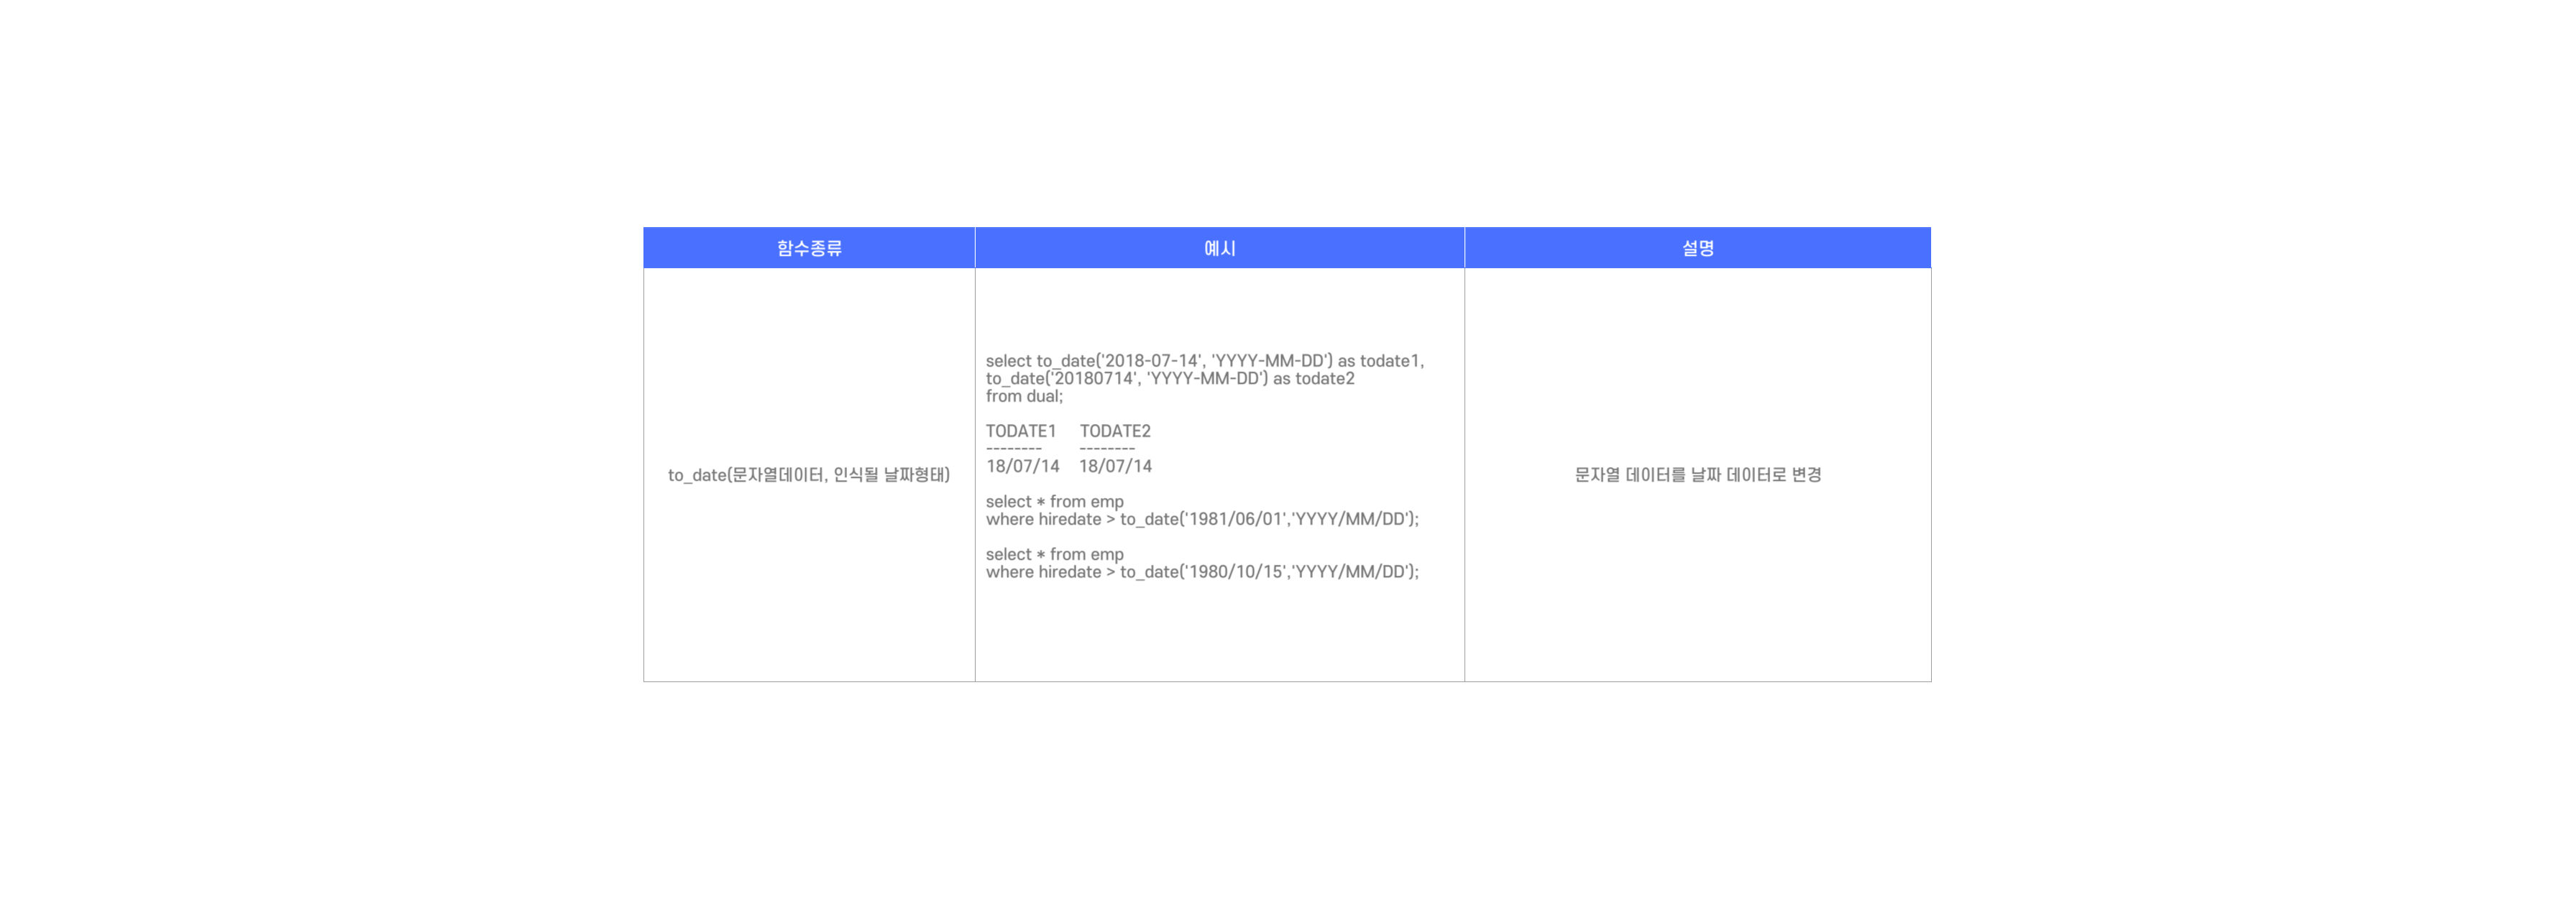 함수종류
예시
설명
to_date(문자열데이터, 인식될 날짜형태)
select to_date('2018-07-14', 'YYYY-MM-DD') as todate1,
to_date('20180714', 'YYYY-MM-DD') as todate2
from dual;
TODATE1 TODATE2
-------- --------
18/07/14 18/07/14
select * from emp
where hiredate > to_date('1981/06/01','YYYY/MM/DD');
select * from emp
where hiredate > to_date('1980/10/15','YYYY/MM/DD');
문자열 데이터를 날짜 데이터로 변경